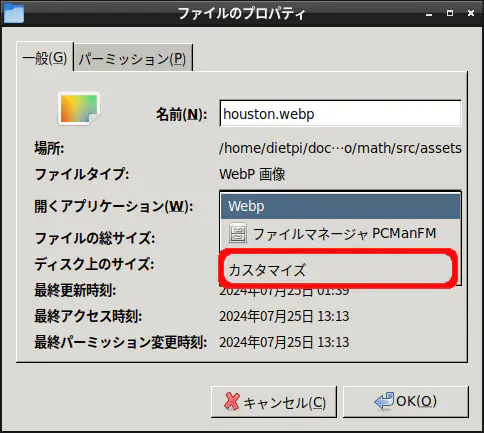 ファイルのプロパティ
一般(G)
パーミッション(P)
名前(N):
houston.webp
場所:
/home/dietpi/doc…o/math/src/assets
ファイルタイプ:
WebP 画像
開くアプリケーション(W):
Webp
ファイルマネージャ PCManFM
カスタマイズ
ファイルの総サイズ:
ディスク上のサイズ:
最終更新時刻:
2024年07月25日 01:39
最終アクセス時刻:
2024年07月25日 13:13
最終パーミッション変更時刻:
2024年07月25日 13:13
キャンセル(C)
OK(O)